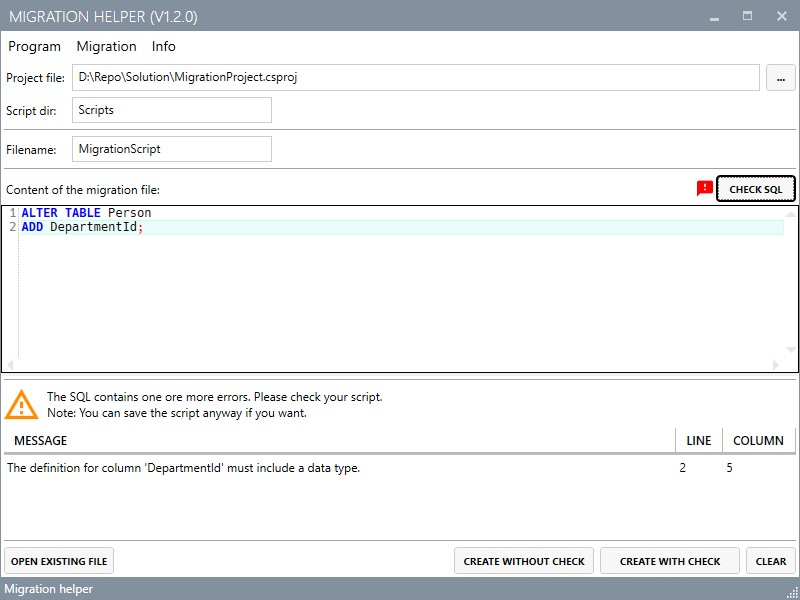 MIGRATION HELPER (V1.2.0)
Program Migration Info
Project file: D:\Repo\Solution\MigrationProject.csproj ...
Script dir: Scripts
Filename: MigrationScript
Content of the migration file: CHECK SQL
1 ALTER TABLE Person
2 ADD DepartmentId;
The SQL contains one ore more errors. Please check your script.
Note: You can save the script anyway if you want.
MESSAGE LINE COLUMN
The definition for column 'DepartmentId' must include a data type. 2 5
OPEN EXISTING FILE CREATE WITHOUT CHECK CREATE WITH CHECK CLEAR
Migration helper